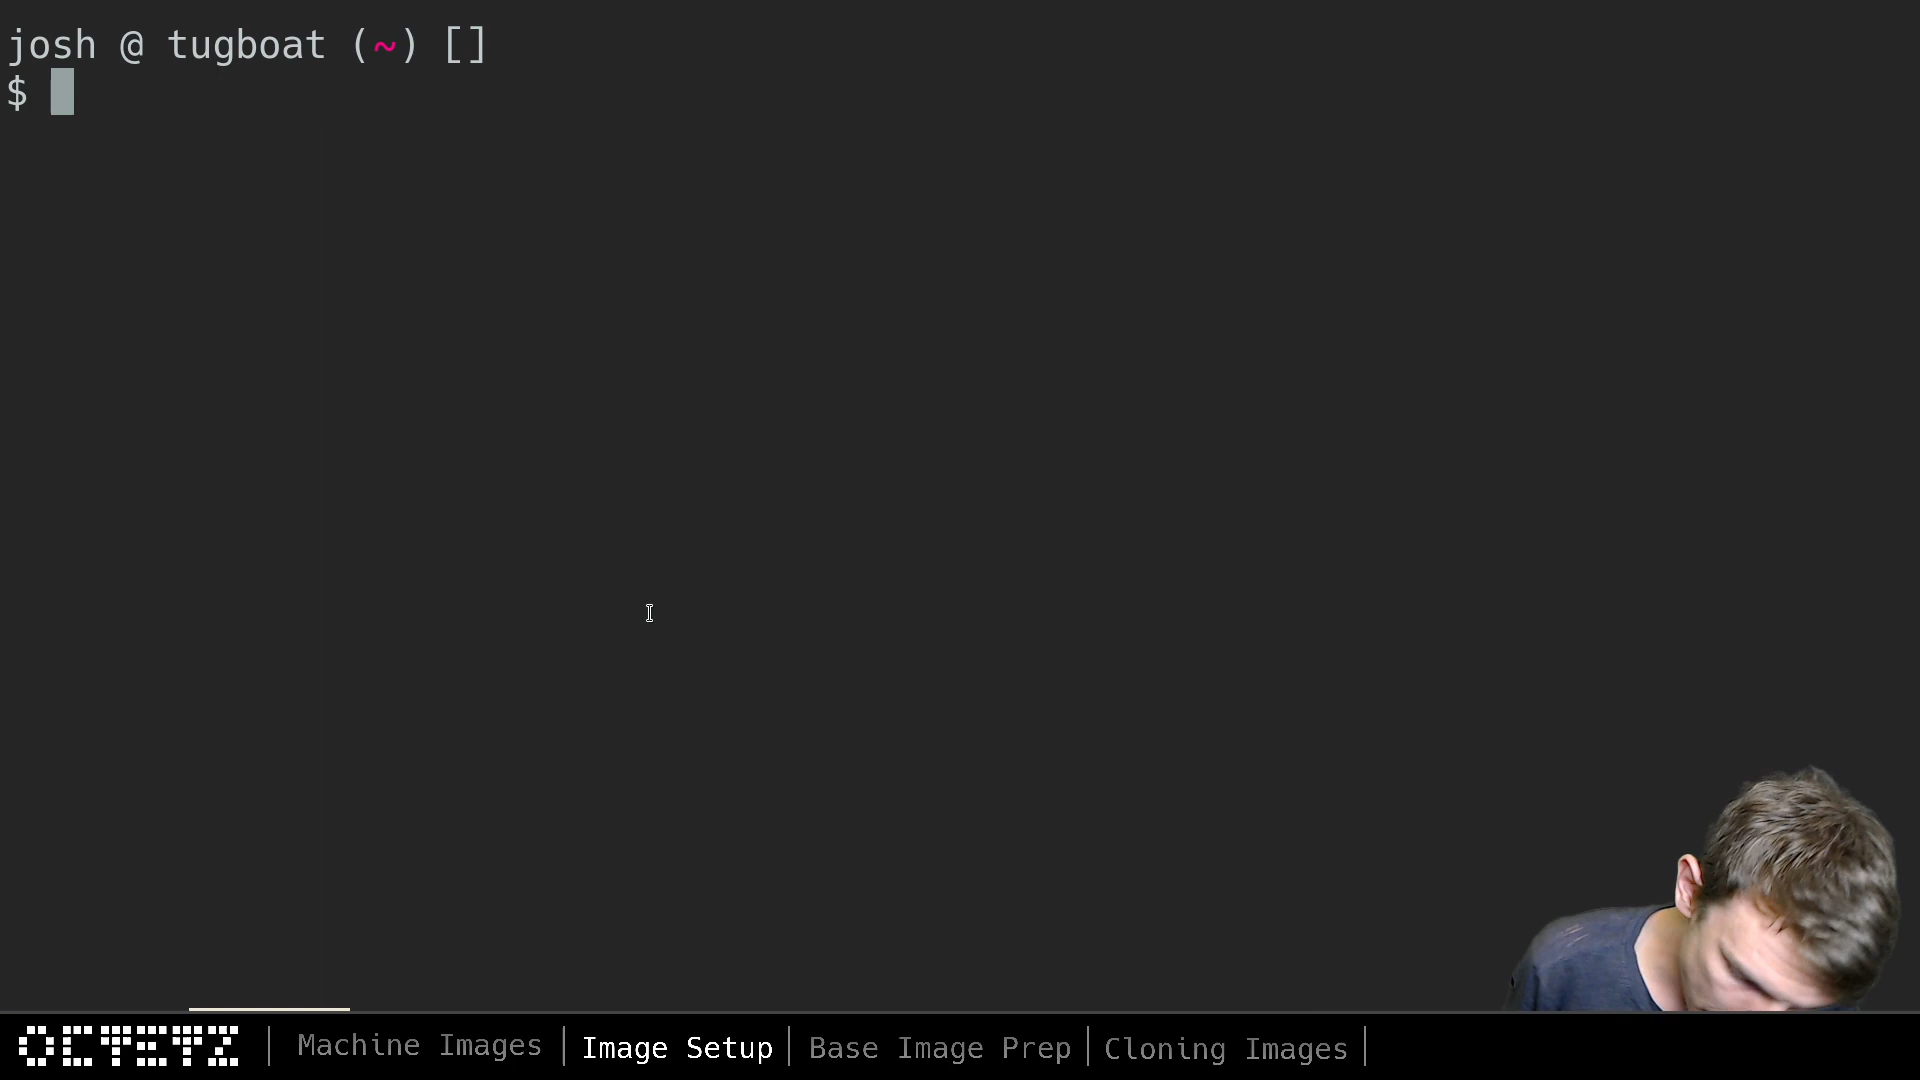 josh @ tugboat (~) []
$
OCTETZ | Machine Images | Image Setup | Base Image Prep | Cloning Images |